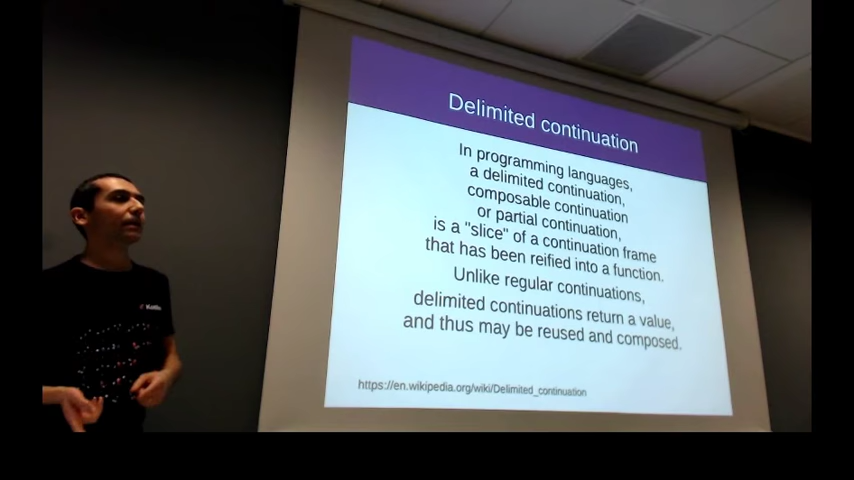 Delimited continuation
In programming languages,
a delimited continuation,
composable continuation
or partial continuation,
is a "slice" of a continuation frame
that has been reified into a function.
Unlike regular continuations,
delimited continuations return a value,
and thus may be reused and composed.
https://en.wikipedia.org/wiki/Delimited_continuation